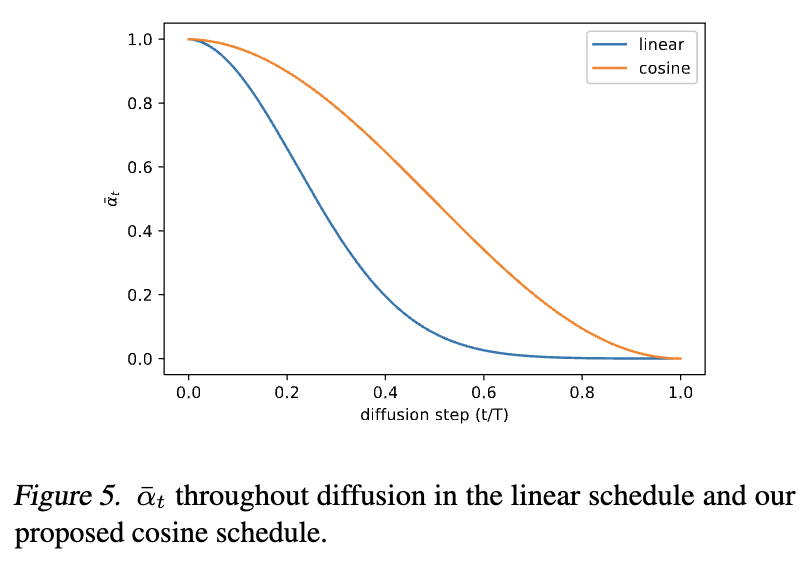 linear
cosine
1.0
0.8
0.6
0.4
0.2
0.0
ᾱₜ
0.0 0.2 0.4 0.6 0.8 1.0
diffusion step (t/T)
Figure 5. ᾱₜ throughout diffusion in the linear schedule and our
proposed cosine schedule.